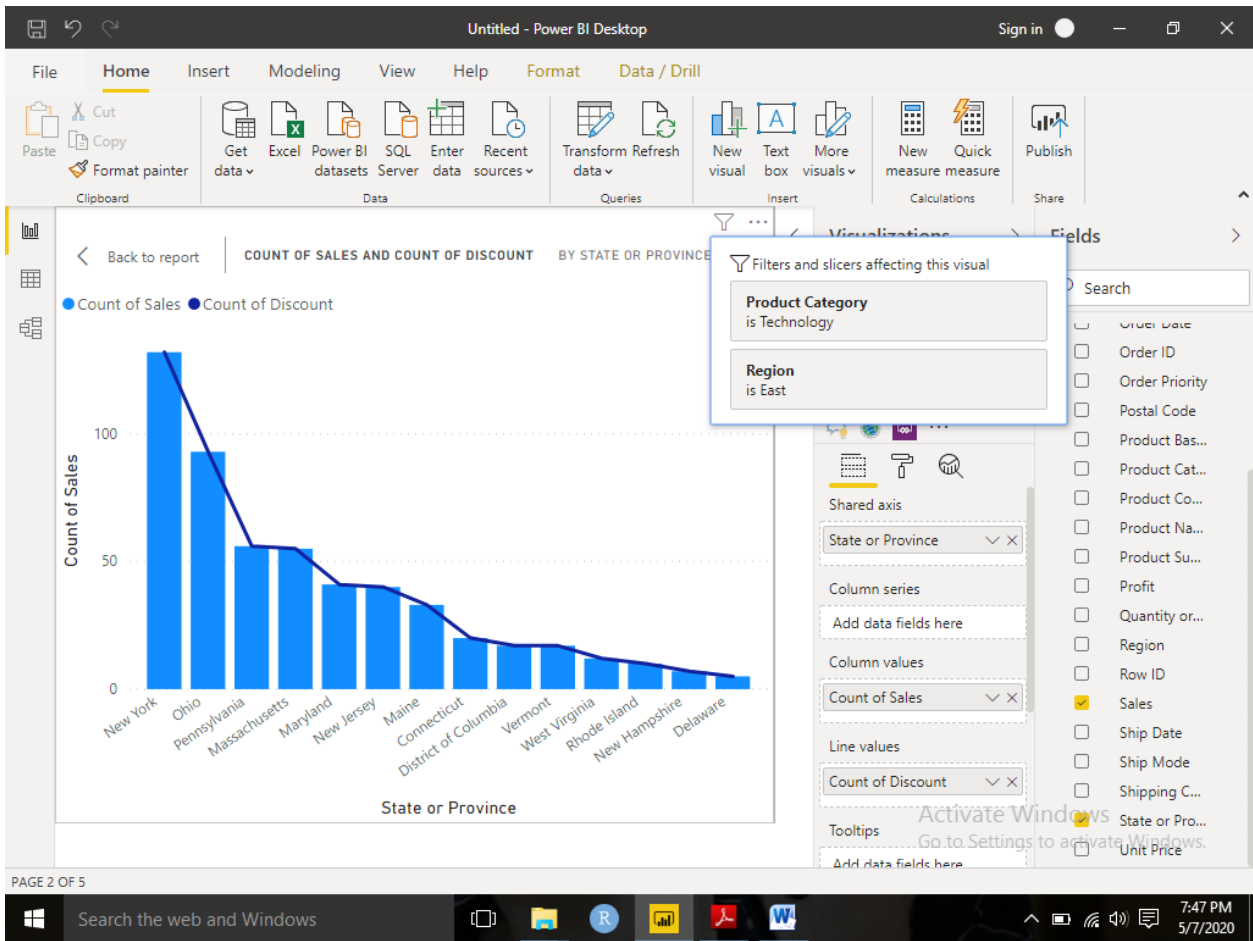 Untitled - Power BI Desktop
Sign in
File Home Insert Modeling View Help Format Data / Drill
Paste
Cut
Copy
Format painter
Clipboard
Get data
Excel
Power BI datasets
SQL Server
Enter data
Recent sources
Data
Transform data
Refresh
Queries
New visual
Text box
More visuals
Insert
New measure
Quick measure
Calculations
Publish
Share
Back to report
COUNT OF SALES AND COUNT OF DISCOUNT BY STATE OR PROVINCE
Count of Sales Count of Discount
Count of Sales
100
50
0
New York
Ohio
Pennsylvania
Massachusetts
Maryland
New Jersey
Maine
Connecticut
District of Columbia
Vermont
West Virginia
Rhode Island
New Hampshire
Delaware
State or Province
Filters and slicers affecting this visual
Product Category
is Technology
Region
is East
Visualizations
Shared axis
State or Province
Column series
Add data fields here
Column values
Count of Sales
Line values
Count of Discount
Tooltips
Add data fields here
Fields
Search
Order Date
Order ID
Order Priority
Postal Code
Product Bas...
Product Cat...
Product Co...
Product Na...
Product Su...
Profit
Quantity or...
Region
Row ID
Sales
Ship Date
Ship Mode
Shipping C...
State or Pro...
Unit Price
Activate Windows
Go to Settings to activate Windows.
PAGE 2 OF 5
Search the web and Windows
R
W
7:47 PM
5/7/2020